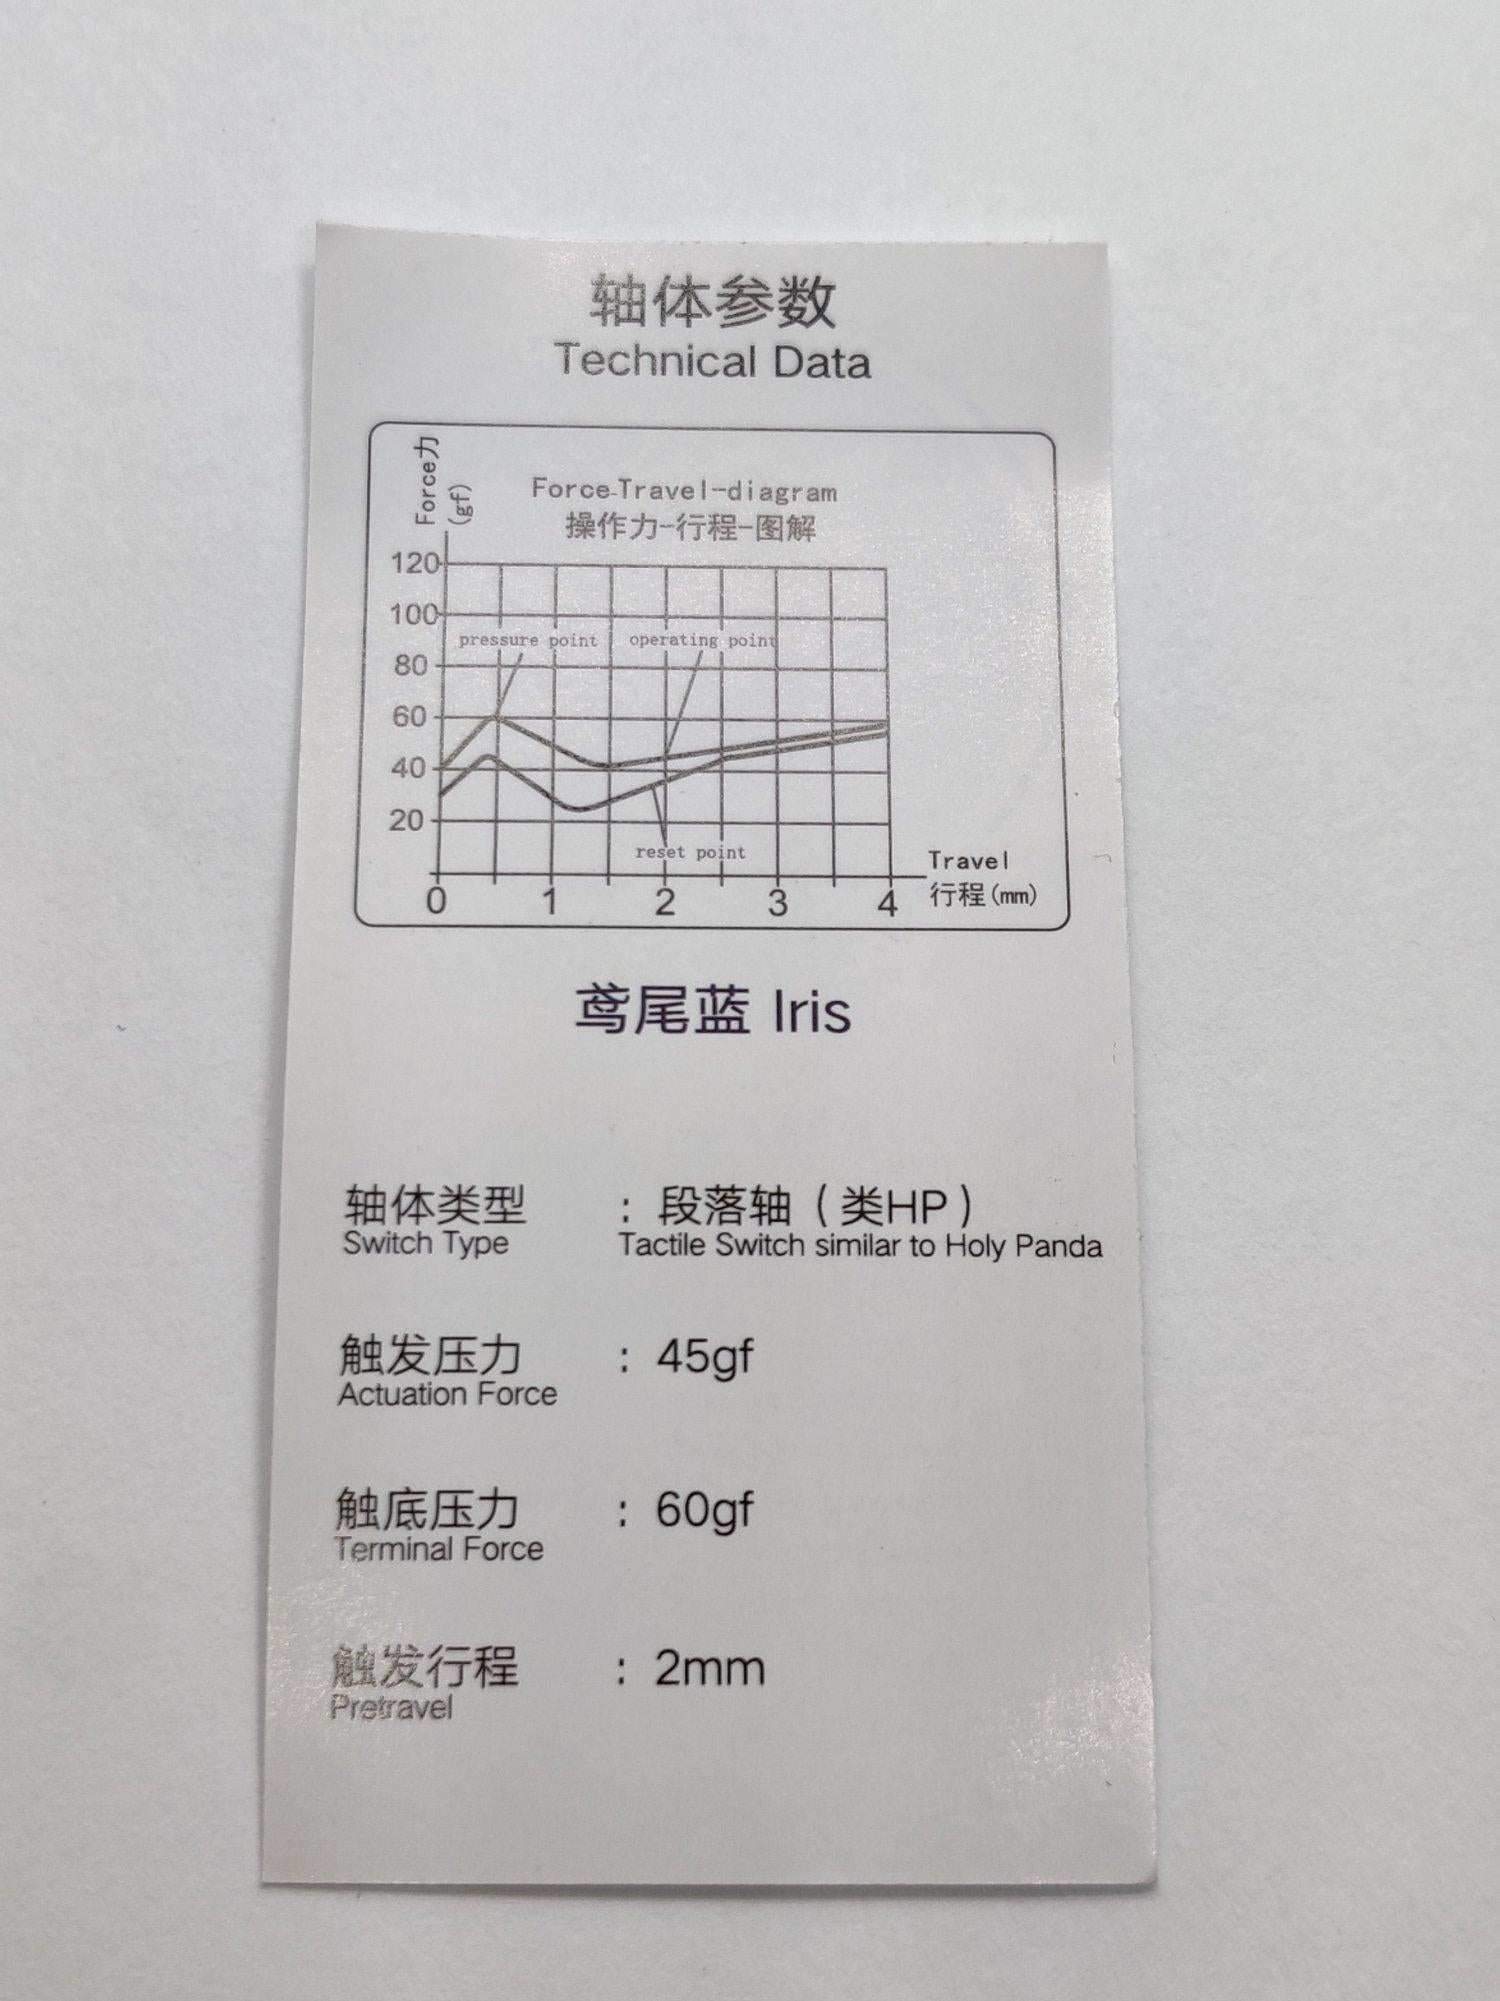 轴体参数
Technical Data
Force力
(gf)
Force-Travel-diagram
操作力-行程-图解
120
100
pressure point operating point
80
60
40
20
reset point
Travel
行程(mm)
0 1 2 3 4
鸢尾蓝 Iris
轴体类型 : 段落轴(类HP)
Switch Type Tactile Switch similar to Holy Panda
触发压力 : 45gf
Actuation Force
触底压力 : 60gf
Terminal Force
触发行程 : 2mm
Pretravel